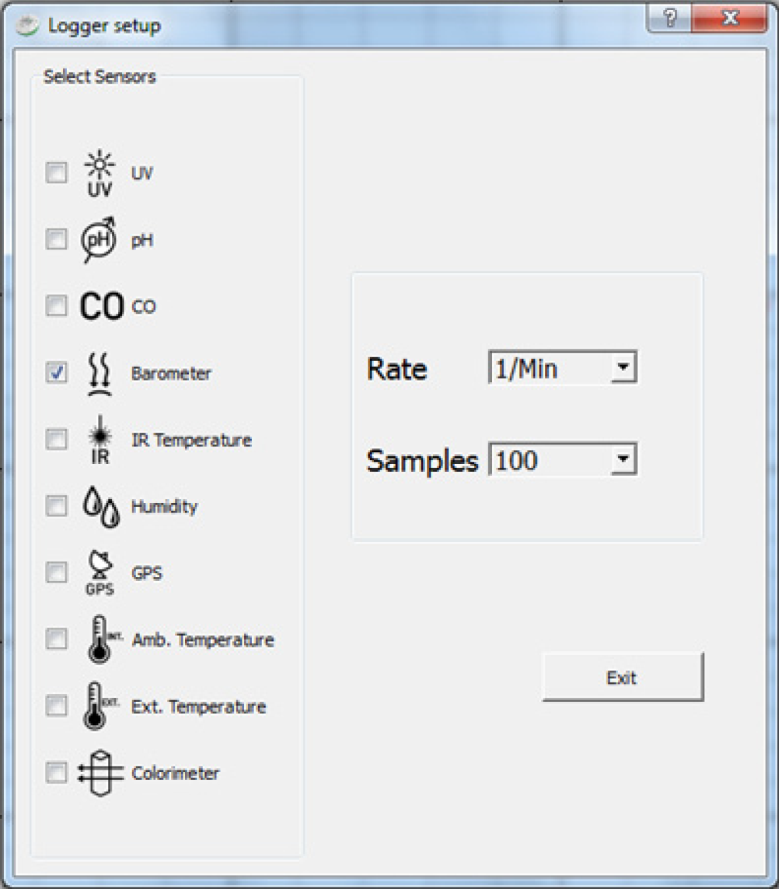 Logger setup
Select Sensors
UV UV
pH pH
CO CO
Barometer
IR IR Temperature
Humidity
GPS GPS
INT. Amb. Temperature
EXT. Ext. Temperature
Colorimeter
Rate 1/Min
Samples 100
Exit